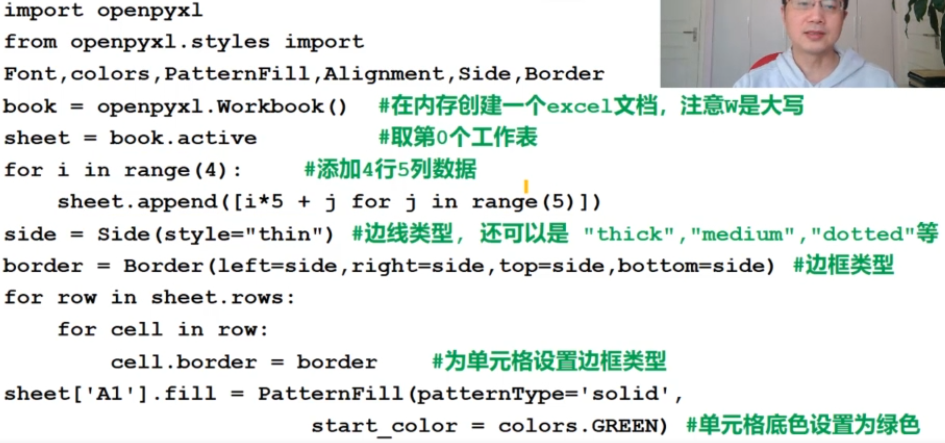 import openpyxl
from openpyxl.styles import
Font,colors,PatternFill,Alignment,Side,Border
book = openpyxl.Workbook() #在内存创建一个excel文档，注意W是大写
sheet = book.active #取第0个工作表
for i in range(4): #添加4行5列数据
    sheet.append([i*5 + j for j in range(5)])
side = Side(style="thin") #边线类型，还可以是 "thick","medium","dotted"等
border = Border(left=side,right=side,top=side,bottom=side) #边框类型
for row in sheet.rows:
    for cell in row:
        cell.border = border #为单元格设置边框类型
sheet['A1'].fill = PatternFill(patternType='solid',
                start_color = colors.GREEN) #单元格底色设置为绿色